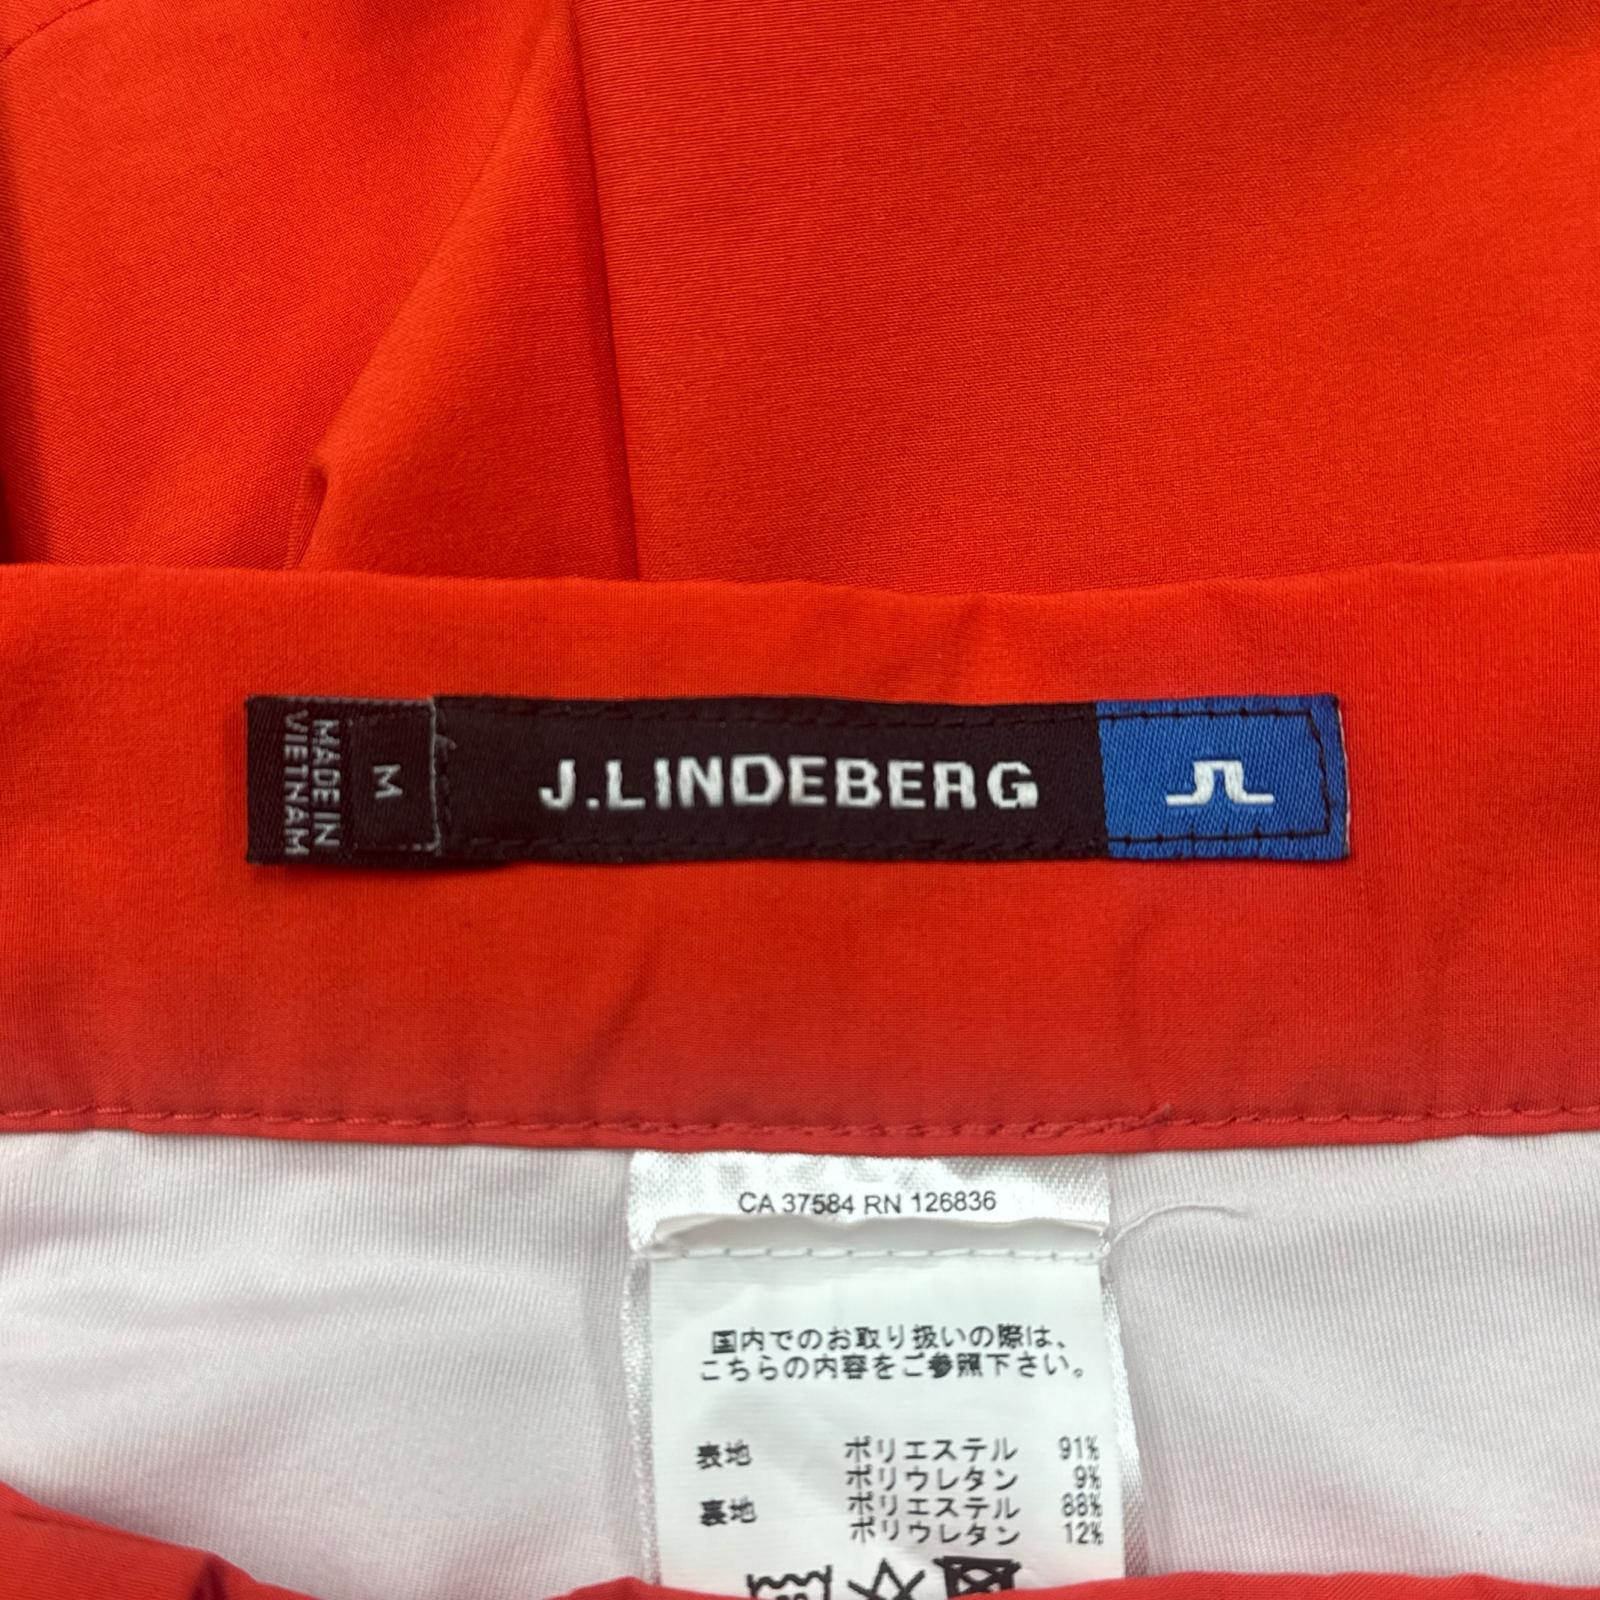 MADE IN
VIETNAM
M
J.LINDEBERG
CA 37584 RN 126836
国内でのお取り扱いの際は、
こちらの内容をご参照下さい。
表地 ポリエステル 91%
ポリウレタン 9%
裏地 ポリエステル 88%
ポリウレタン 12%